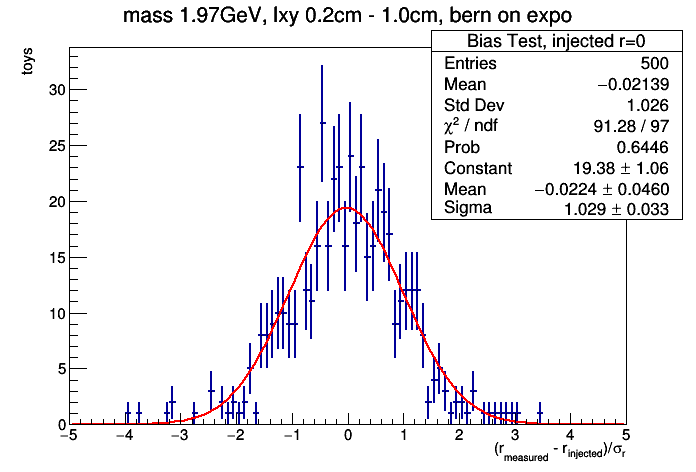 mass 1.97GeV, lxy 0.2cm - 1.0cm, bern on expo
Bias Test, injected r=0
Entries 500
Mean −0.02139
Std Dev 1.026
χ² / ndf 91.28 / 97
Prob 0.6446
Constant 19.38 ± 1.06
Mean −0.0224 ± 0.0460
Sigma 1.029 ± 0.033
toys
30
25
20
15
10
5
0
−5 −4 −3 −2 −1 0 1 2 3 4 5
(r_measured - r_injected)/σ_r